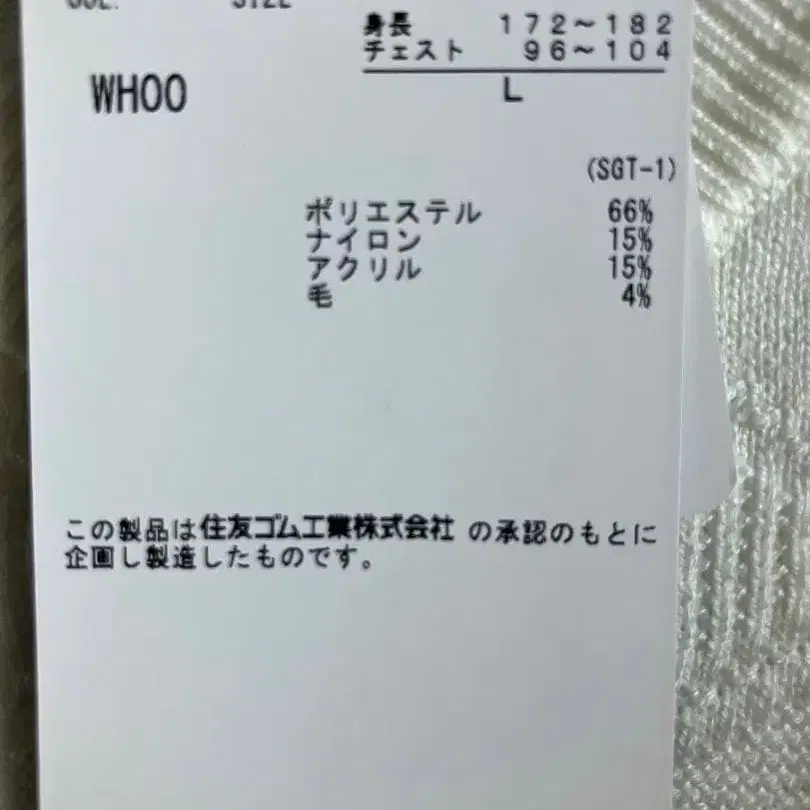 COL. SIZE
身長 172～182
チェスト 96～104
WH00 L
(SGT-1)
ポリエステル 66%
ナイロン 15%
アクリル 15%
毛 4%
この製品は住友ゴム工業株式会社 の承認のもとに
企画し製造したものです。